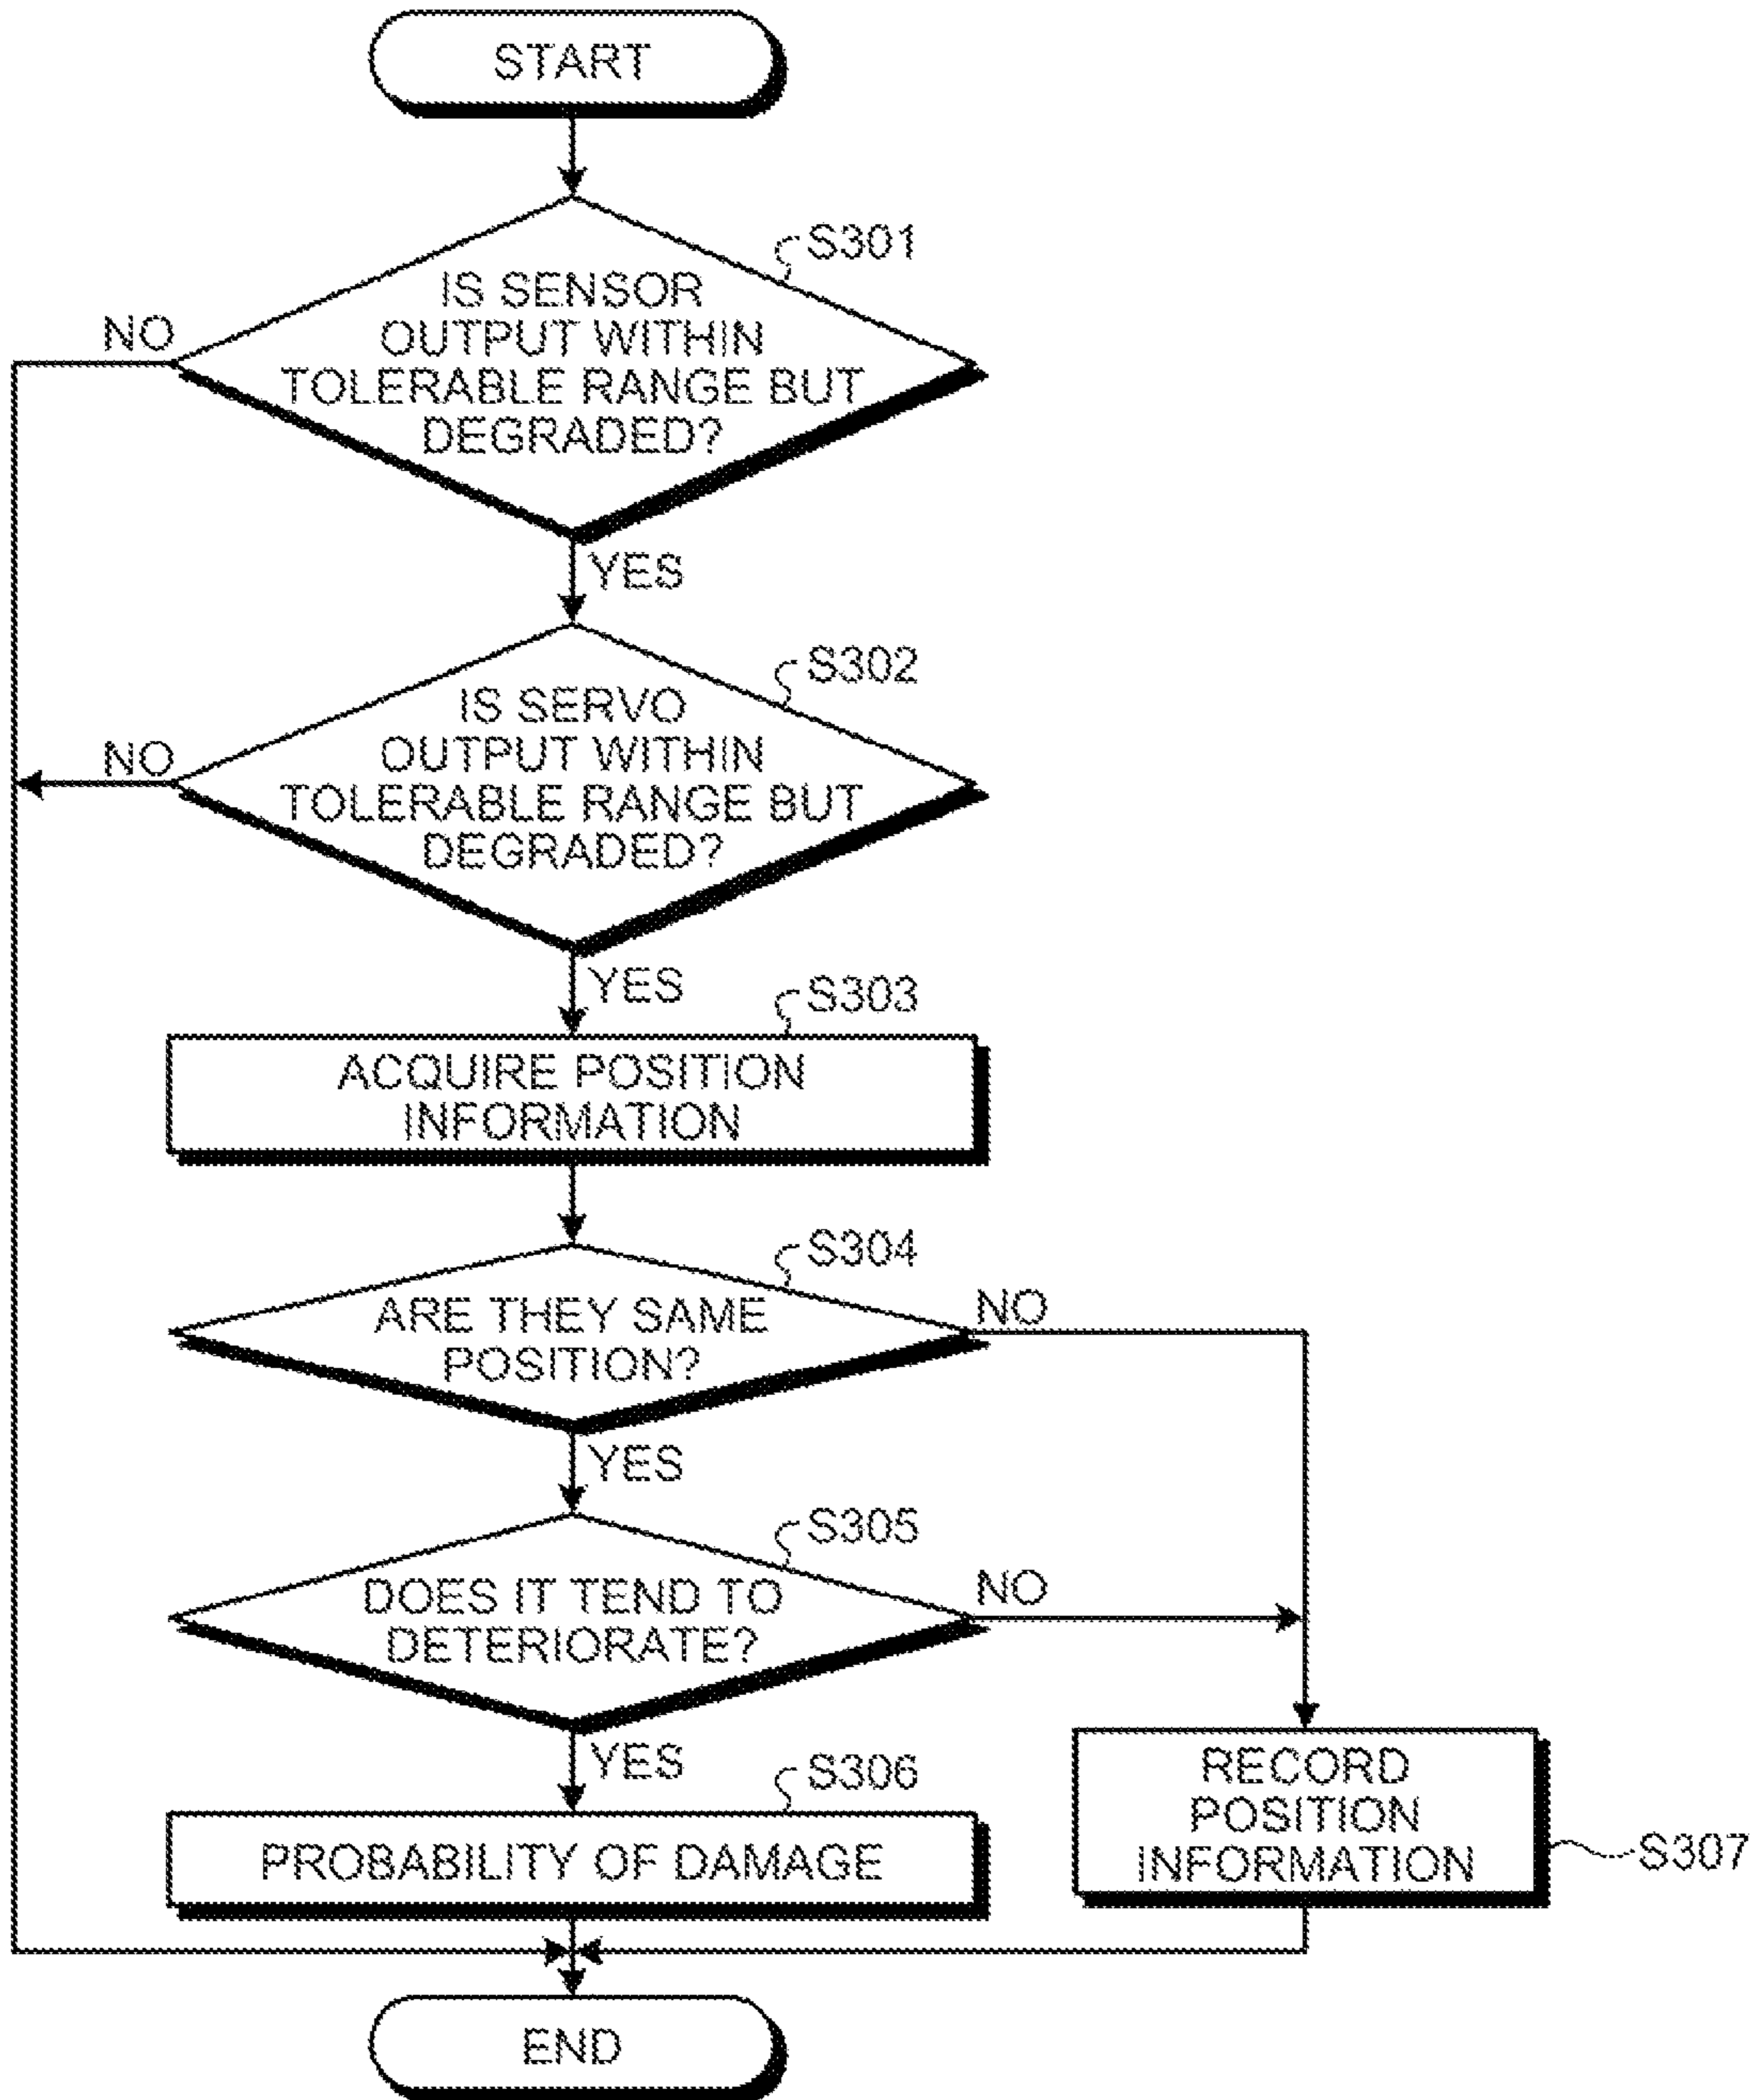 START
S301
IS SENSOR
OUTPUT WITHIN
TOLERABLE RANGE BUT
DEGRADED?
NO
YES
S302
IS SERVO
OUTPUT WITHIN
TOLERABLE RANGE BUT
DEGRADED?
NO
YES
S303
ACQUIRE POSITION
INFORMATION
S304
ARE THEY SAME
POSITION?
NO
YES
S305
DOES IT TEND TO
DETERIORATE?
NO
YES
S306
PROBABILITY OF DAMAGE
RECORD
POSITION
INFORMATION
S307
END